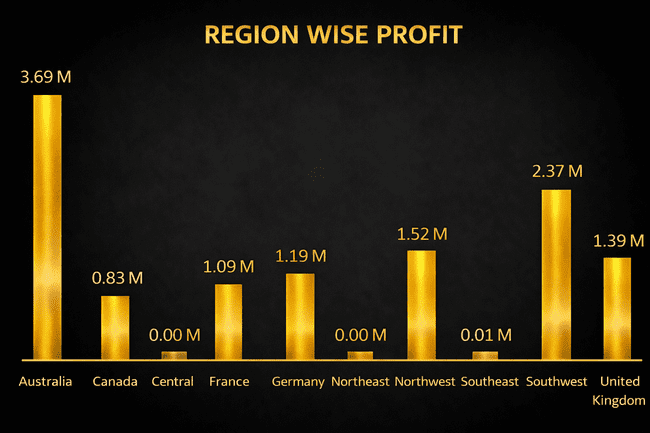 REGION WISE PROFIT
3.69 M
0.83 M
0.00 M
1.09 M
1.19 M
0.00 M
1.52 M
0.01 M
2.37 M
1.39 M
Australia Canada Central France Germany Northeast Northwest Southeast Southwest United
Kingdom